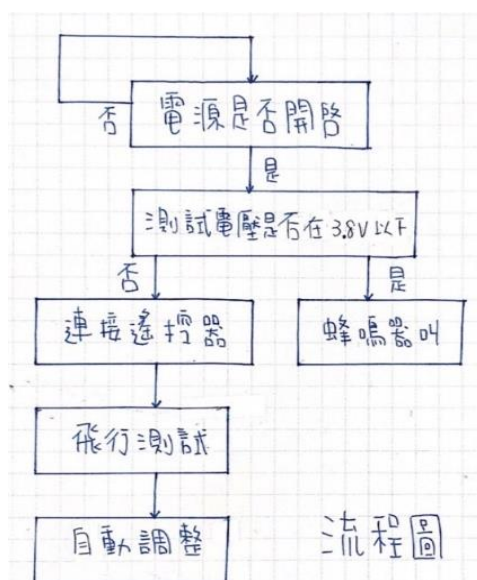 電源是否開啓
否
是
測試電壓是否在3.8V以下
否
是
連接遙控器
蜂鳴器叫
飛行測試
自動調整
流程圖